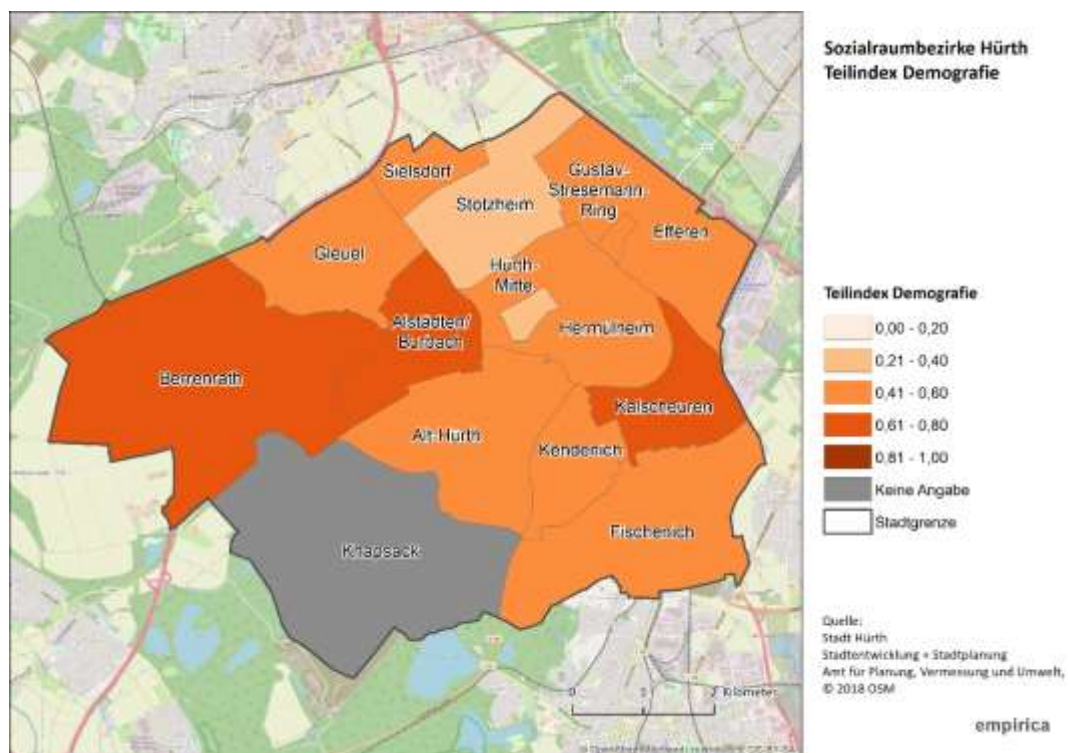 Sozialraumbezirke Hürth
Teilindex Demografie
Sielsdorf
Gustav-
Stresemann-
Ring
Stotzheim
Efferen
Gleuel
Hürth-
Mitte
Alstädten/
Burbach
Hermülheim
Berrenrath
Kalscheuren
Alt-Hürth
Kendenich
Fischenich
Knapsack
Teilindex Demografie
0,00 - 0,20
0,21 - 0,40
0,41 - 0,60
0,61 - 0,80
0,81 - 1,00
Keine Angabe
Stadtgrenze
Quelle:
Stadt Hürth
Stadtentwicklung + Stadtplanung
Amt für Planung, Vermessung und Umwelt,
© 2018 OSM
Kilometer
empirica